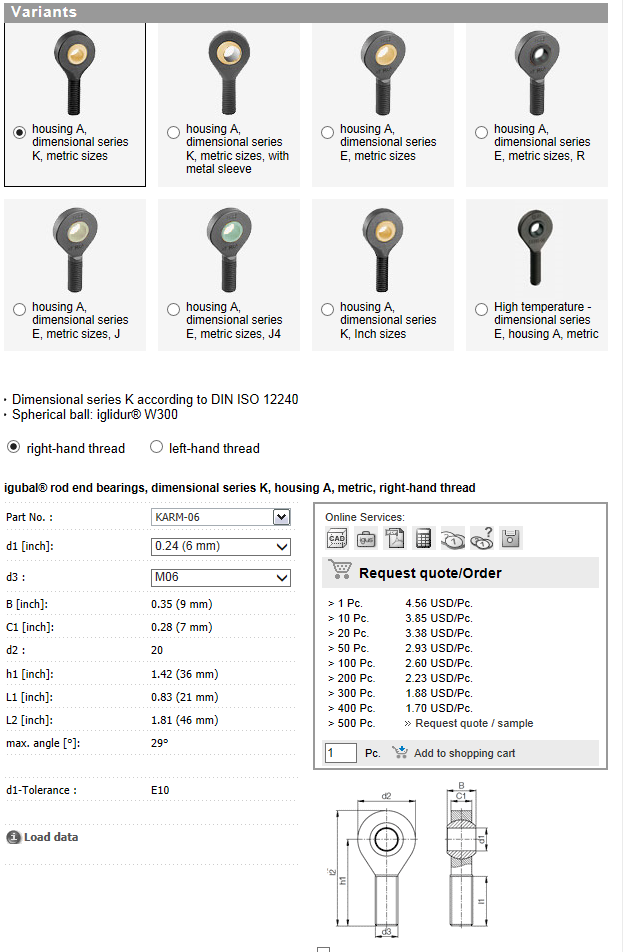 Variants
housing A,
dimensional series
K, metric sizes
housing A,
dimensional series
K, metric sizes, with
metal sleeve
housing A,
dimensional series
E, metric sizes
housing A,
dimensional series
E, metric sizes, R
housing A,
dimensional series
E, metric sizes, J
housing A,
dimensional series
E, metric sizes, J4
housing A,
dimensional series
K, Inch sizes
High temperature -
dimensional series
E, housing A, metric
· Dimensional series K according to DIN ISO 12240
· Spherical ball: iglidur® W300
right-hand thread left-hand thread
igubal® rod end bearings, dimensional series K, housing A, metric, right-hand thread
Part No. : KARM-06
d1 [inch]: 0.24 (6 mm)
d3 : M06
B [inch]: 0.35 (9 mm)
C1 [inch]: 0.28 (7 mm)
d2 : 20
h1 [inch]: 1.42 (36 mm)
L1 [inch]: 0.83 (21 mm)
L2 [inch]: 1.81 (46 mm)
max. angle [°]: 29°
d1-Tolerance : E10
Load data
Online Services:
CAD igus PDF 1 ?
Request quote/Order
> 1 Pc. 4.56 USD/Pc.
> 10 Pc. 3.85 USD/Pc.
> 20 Pc. 3.38 USD/Pc.
> 50 Pc. 2.93 USD/Pc.
> 100 Pc. 2.60 USD/Pc.
> 200 Pc. 2.23 USD/Pc.
> 300 Pc. 1.88 USD/Pc.
> 400 Pc. 1.70 USD/Pc.
> 500 Pc. » Request quote / sample
1 Pc. Add to shopping cart
d2
B
C1
d1
l2
h1
l1
d3